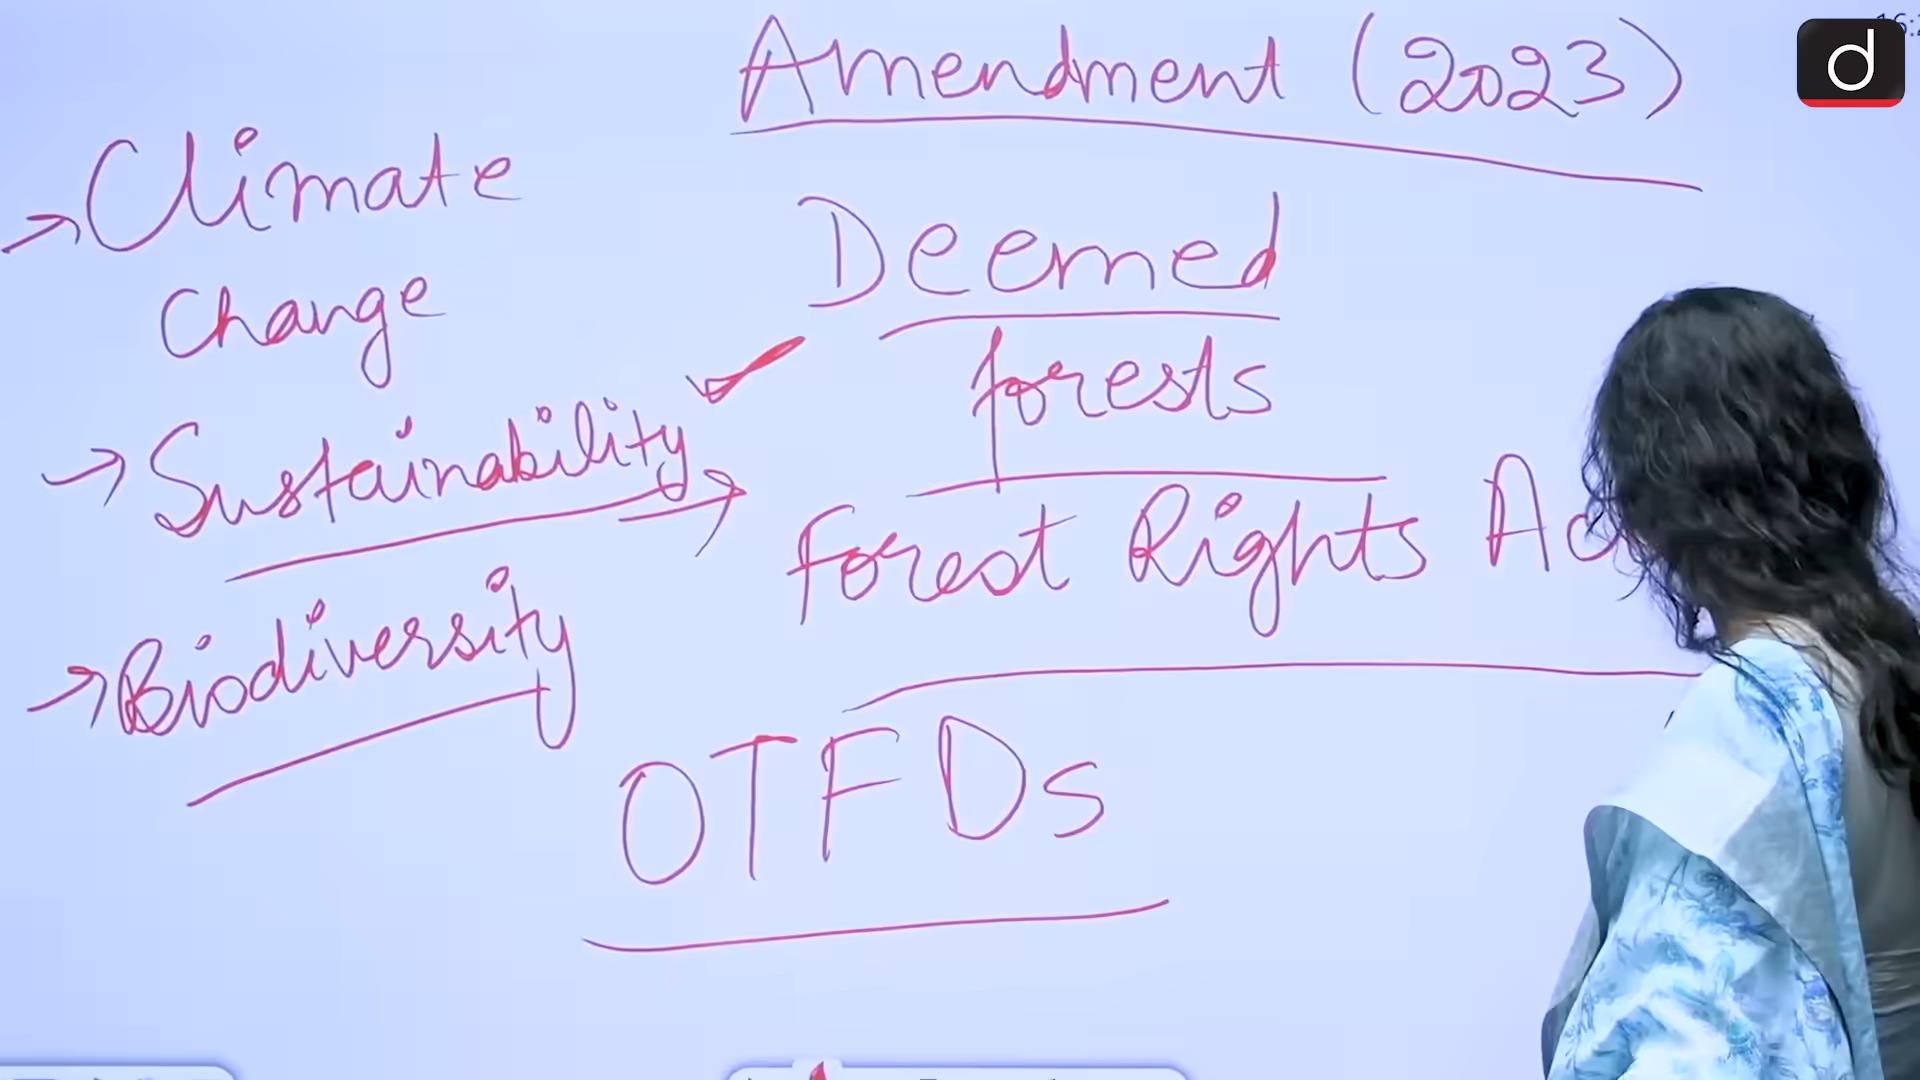 Amendment (2023)
→ Climate
Change
→ Sustainability
→ Biodiversity
Deemed
forests
Forest Rights
OTFDs
d